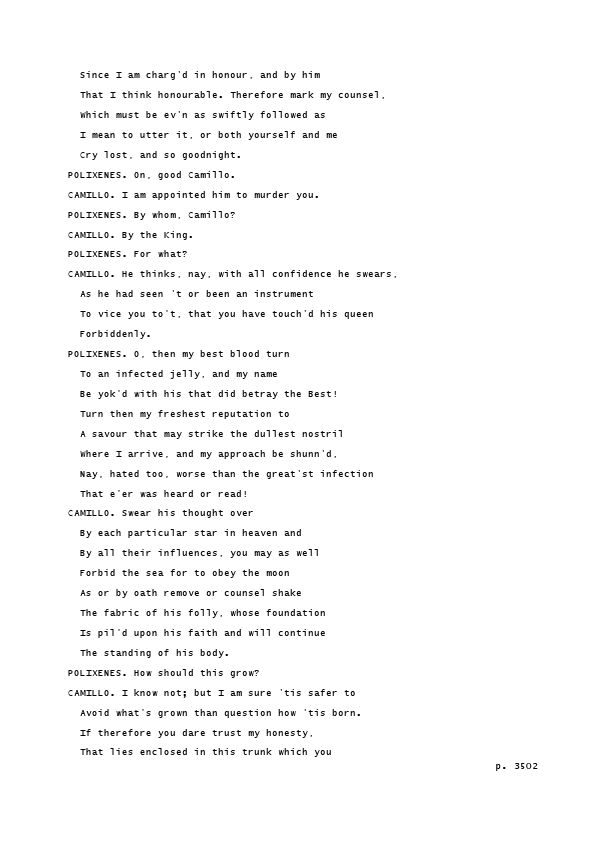 Since I am charg'd in honour, and by him
That I think honourable. Therefore mark my counsel,
Which must be ev'n as swiftly followed as
I mean to utter it, or both yourself and me
Cry lost, and so goodnight.
POLIXENES. On, good Camillo.
CAMILLO. I am appointed him to murder you.
POLIXENES. By whom, Camillo?
CAMILLO. By the King.
POLIXENES. For what?
CAMILLO. He thinks, nay, with all confidence he swears,
As he had seen 't or been an instrument
To vice you to't, that you have touch'd his queen
Forbiddenly.
POLIXENES. O, then my best blood turn
To an infected jelly, and my name
Be yok'd with his that did betray the Best!
Turn then my freshest reputation to
A savour that may strike the dullest nostril
Where I arrive, and my approach be shunn'd,
Nay, hated too, worse than the great'st infection
That e'er was heard or read!
CAMILLO. Swear his thought over
By each particular star in heaven and
By all their influences, you may as well
Forbid the sea for to obey the moon
As or by oath remove or counsel shake
The fabric of his folly, whose foundation
Is pil'd upon his faith and will continue
The standing of his body.
POLIXENES. How should this grow?
CAMILLO. I know not; but I am sure 'tis safer to
Avoid what's grown than question how 'tis born.
If therefore you dare trust my honesty,
That lies enclosed in this trunk which you
p. 3502